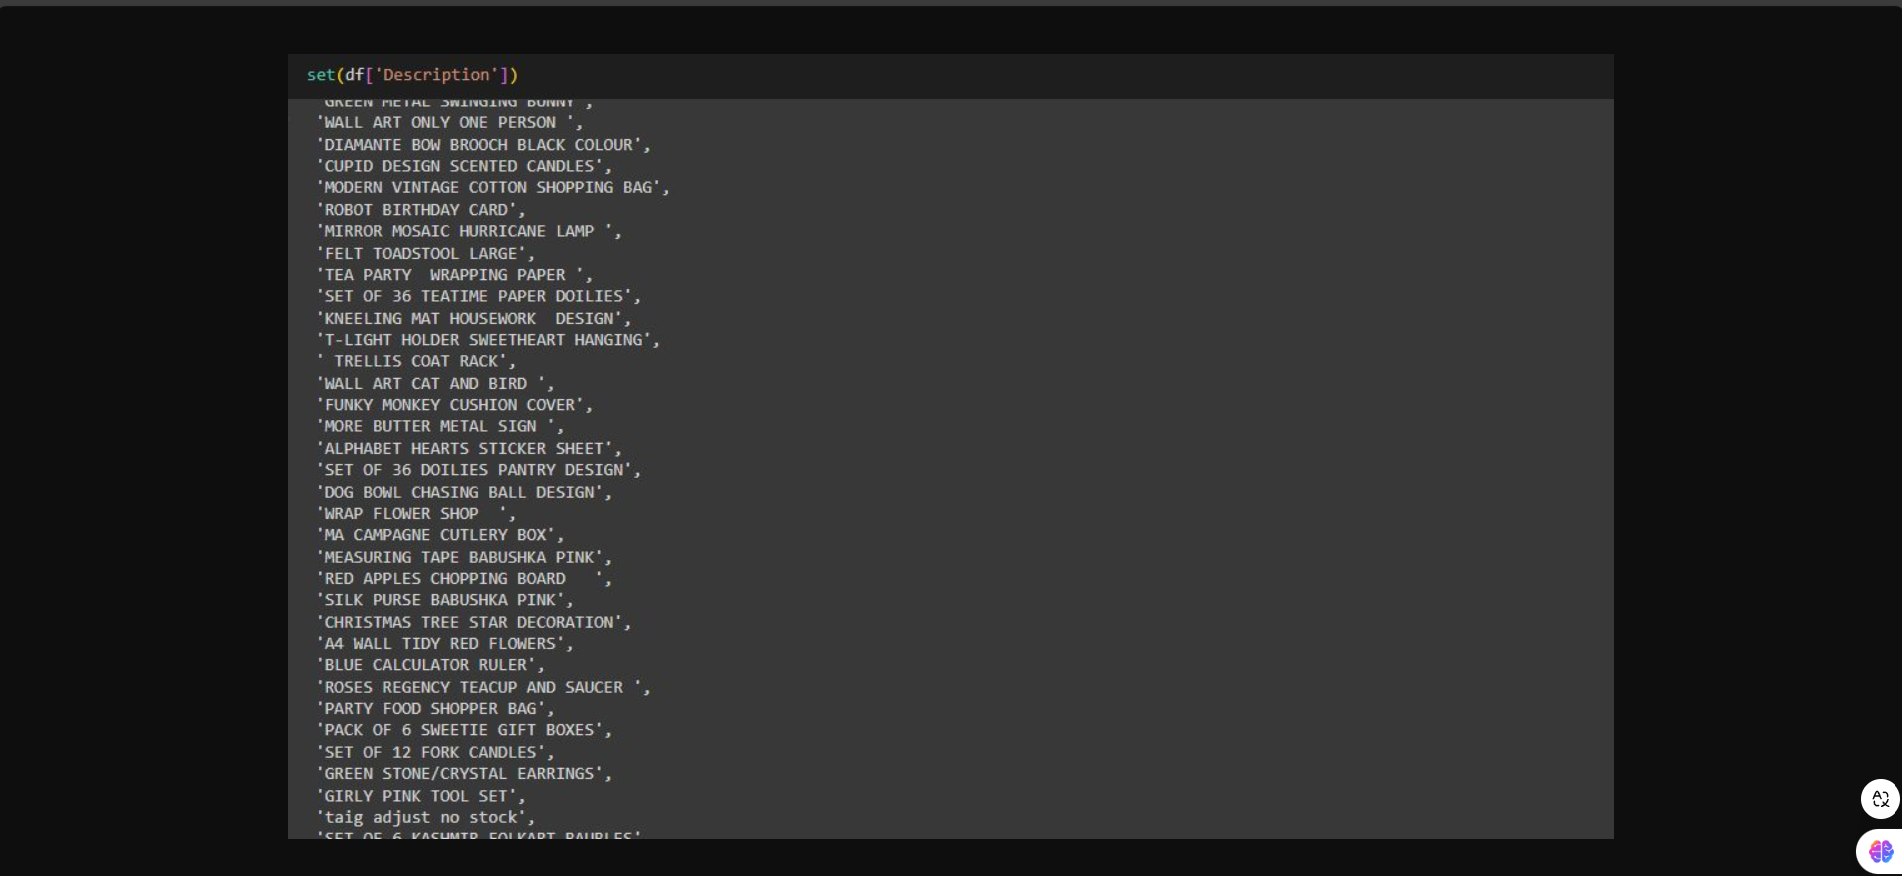 set(df['Description'])
'GREEN METAL SWINGING BUNNY ',
'WALL ART ONLY ONE PERSON ',
'DIAMANTE BOW BROOCH BLACK COLOUR',
'CUPID DESIGN SCENTED CANDLES',
'MODERN VINTAGE COTTON SHOPPING BAG',
'ROBOT BIRTHDAY CARD',
'MIRROR MOSAIC HURRICANE LAMP ',
'FELT TOADSTOOL LARGE',
'TEA PARTY  WRAPPING PAPER ',
'SET OF 36 TEATIME PAPER DOILIES',
'KNEELING MAT HOUSEWORK  DESIGN',
'T-LIGHT HOLDER SWEETHEART HANGING',
' TRELLIS COAT RACK',
'WALL ART CAT AND BIRD ',
'FUNKY MONKEY CUSHION COVER',
'MORE BUTTER METAL SIGN ',
'ALPHABET HEARTS STICKER SHEET',
'SET OF 36 DOILIES PANTRY DESIGN',
'DOG BOWL CHASING BALL DESIGN',
'WRAP FLOWER SHOP  ',
'MA CAMPAGNE CUTLERY BOX',
'MEASURING TAPE BABUSHKA PINK',
'RED APPLES CHOPPING BOARD   ',
'SILK PURSE BABUSHKA PINK',
'CHRISTMAS TREE STAR DECORATION',
'A4 WALL TIDY RED FLOWERS',
'BLUE CALCULATOR RULER',
'ROSES REGENCY TEACUP AND SAUCER ',
'PARTY FOOD SHOPPER BAG',
'PACK OF 6 SWEETIE GIFT BOXES',
'SET OF 12 FORK CANDLES',
'GREEN STONE/CRYSTAL EARRINGS',
'GIRLY PINK TOOL SET',
'taig adjust no stock',
'SET OF 6 KASHMIR FOLKART BAUBLES'